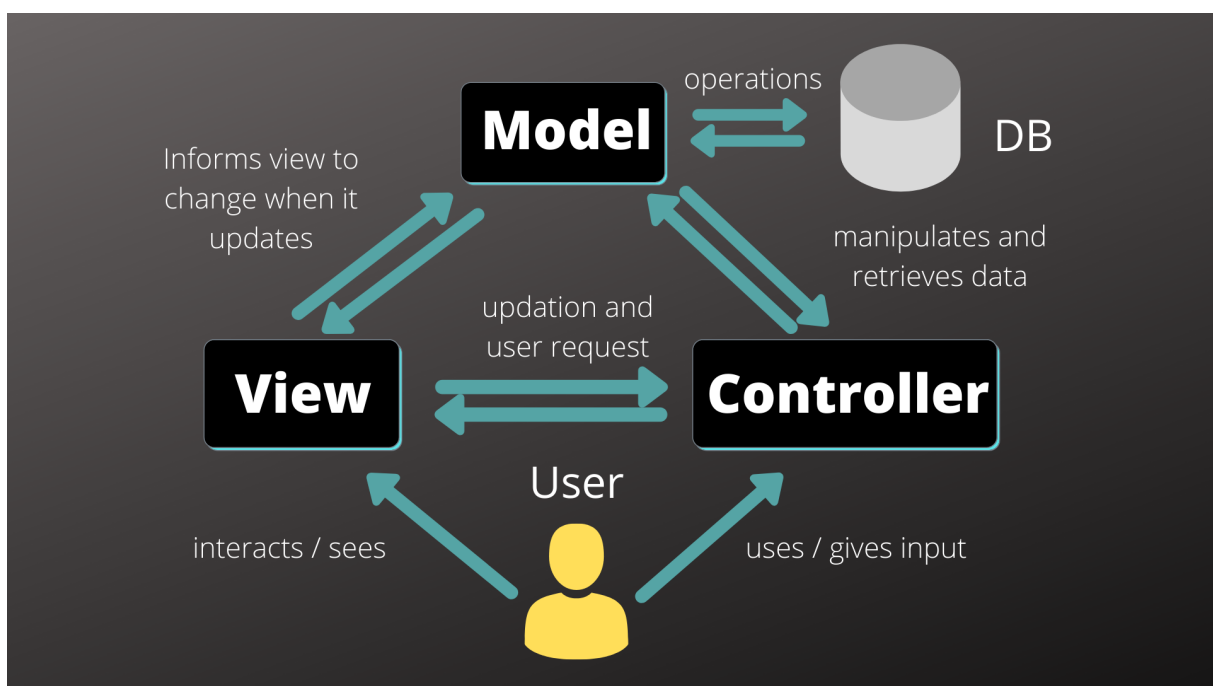 operations
Model
DB
Informs view to
change when it
updates
manipulates and
retrieves data
updation and
user request
View
Controller
User
interacts / sees
uses / gives input